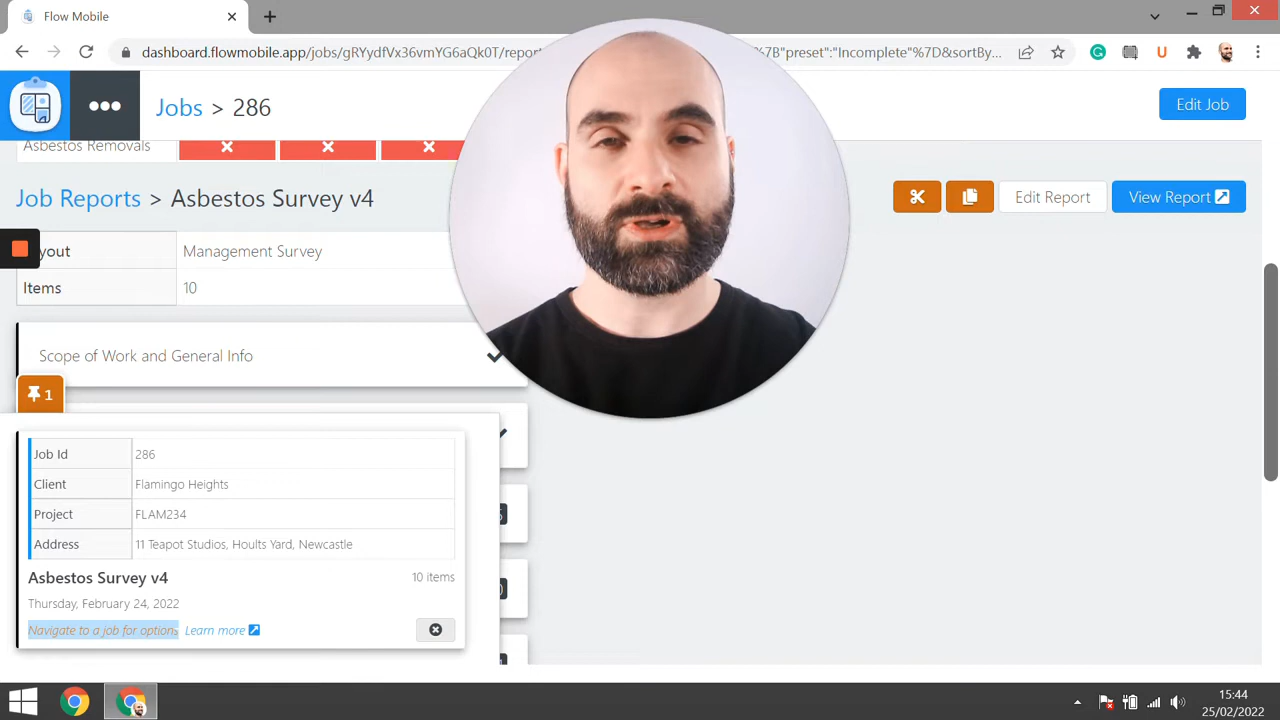 Flow Mobile
dashboard.flowmobile.app/jobs/gRYydfVx36vmYG6aQk0T/report
%7B"preset":"Incomplete"%7D&sortBy...
Jobs > 286
Edit Job
Asbestos Removals
Job Reports > Asbestos Survey v4
Edit Report
View Report
yout
Management Survey
Items
10
Scope of Work and General Info
1
Job Id
286
Client
Flamingo Heights
Project
FLAM234
Address
11 Teapot Studios, Hoults Yard, Newcastle
Asbestos Survey v4
10 items
Thursday, February 24, 2022
Navigate to a job for options
Learn more
15:44
25/02/2022